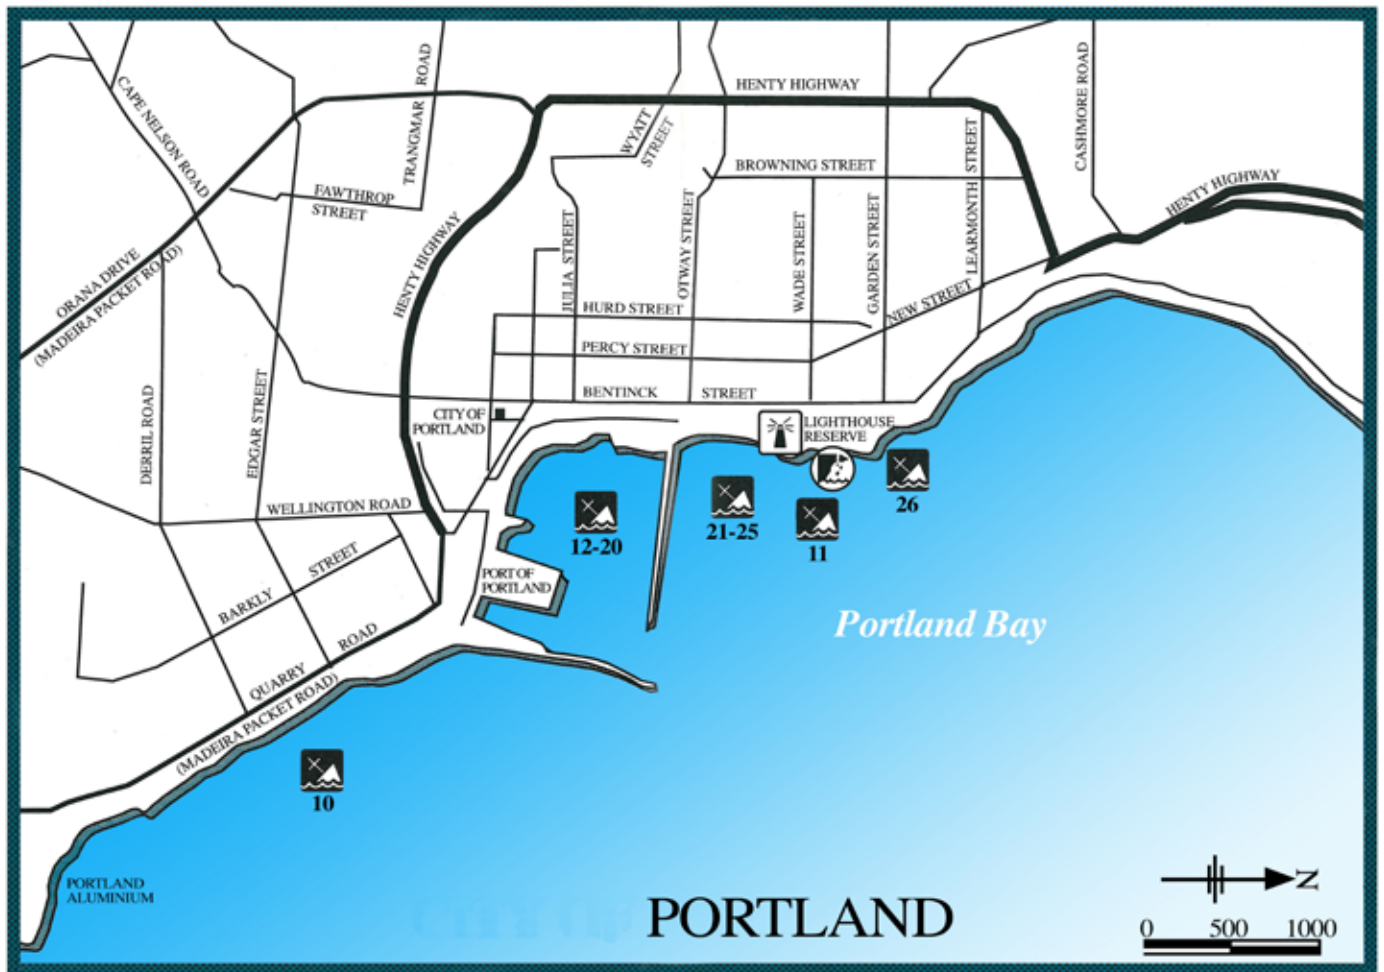 HENTY HIGHWAY
CAPE NELSON ROAD
TRANGMAR ROAD
WYATT
STREET
BROWNING STREET
LEARMONTH STREET
CASHMORE ROAD
HENTY HIGHWAY
FAWTHROP
STREET
HENTY HIGHWAY
JULIA STREET
OTWAY STREET
WADE STREET
GARDEN STREET
NEW STREET
ORANA DRIVE
(MADEIRA PACKET ROAD)
HURD STREET
PERCY STREET
BENTINCK STREET
DERRIL ROAD
EDGAR STREET
CITY OF
PORTLAND
LIGHTHOUSE
RESERVE
WELLINGTON ROAD
26
21-25
11
12-20
BARKLY STREET
PORT OF
PORTLAND
Portland Bay
QUARRY ROAD
(MADEIRA PACKET ROAD)
10
PORTLAND
ALUMINIUM
N
PORTLAND
0 500 1000